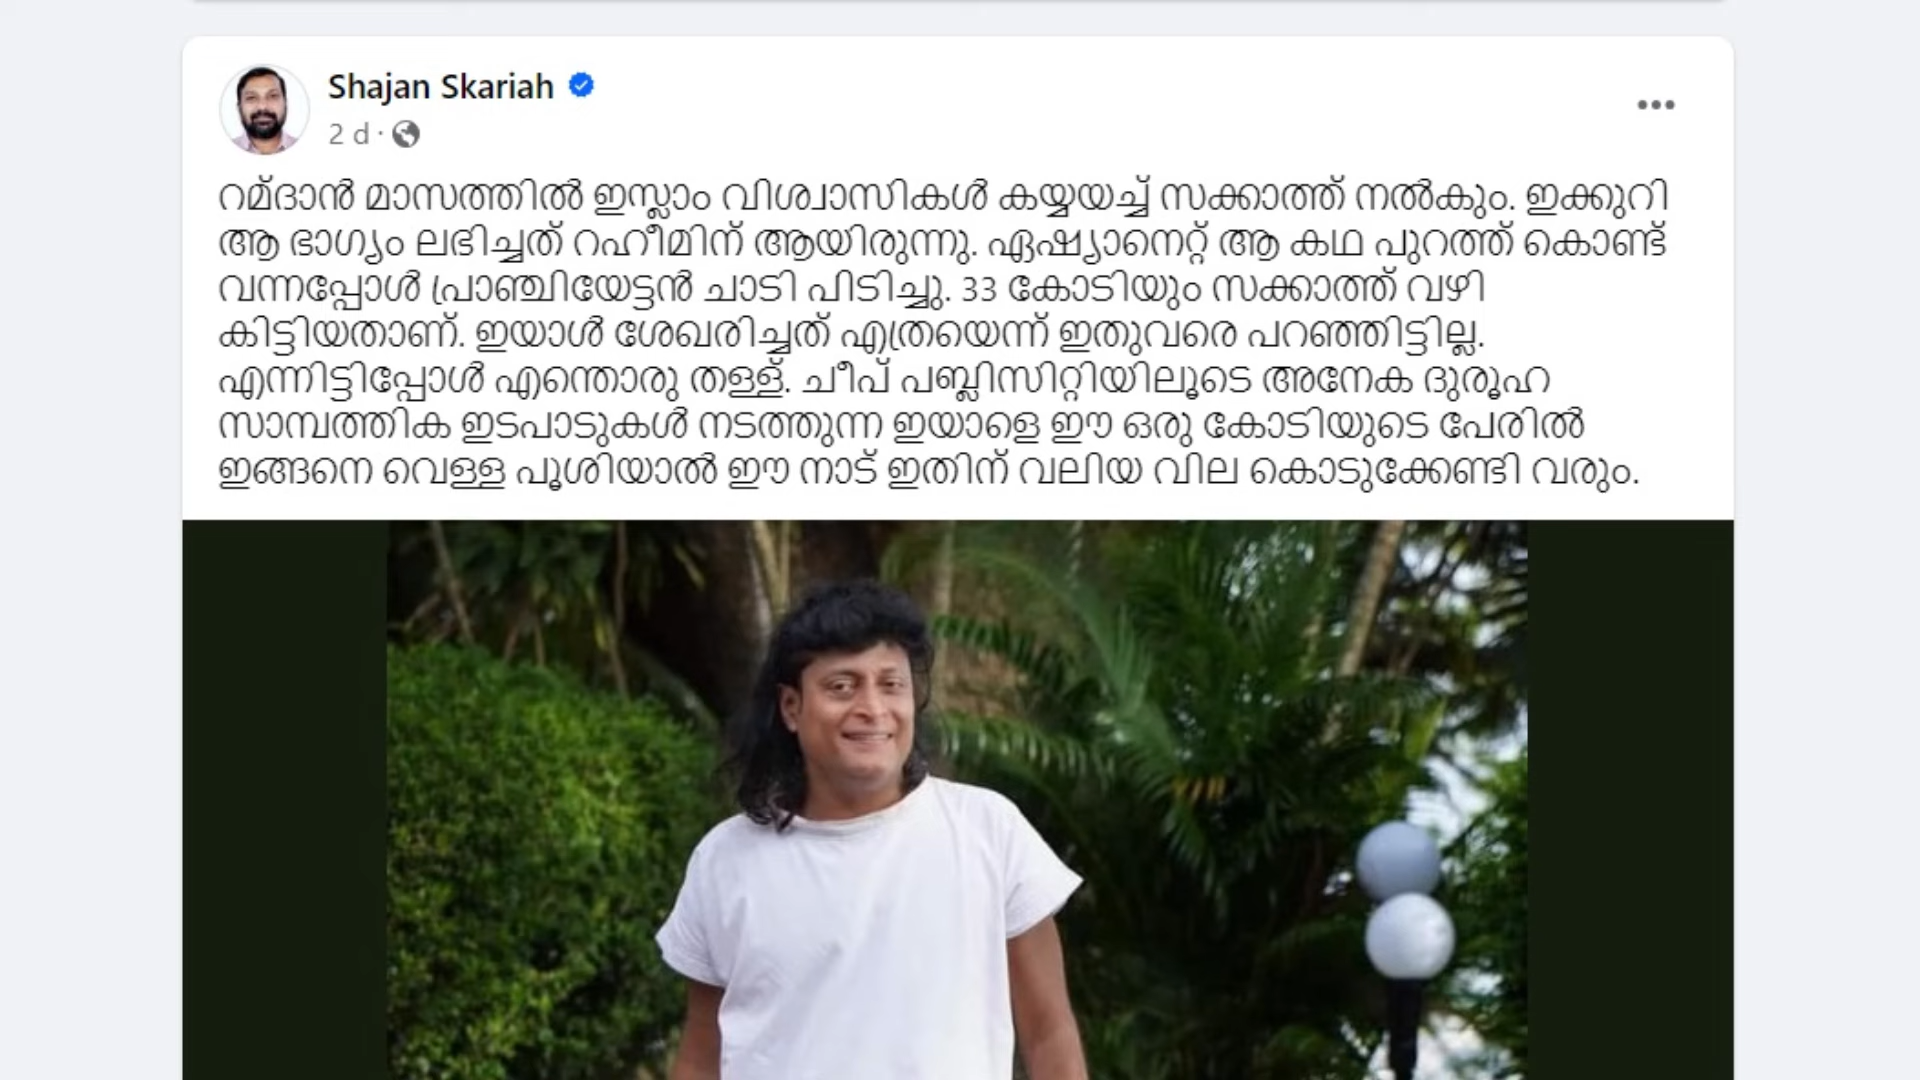 Shajan Skariah
2 d ·
റമ്ദാൻ മാസത്തിൽ ഇസ്ലാം വിശ്വാസികൾ കയ്യയച്ച് സക്കാത്ത് നൽകും. ഇക്കുറി
ആ ഭാഗ്യം ലഭിച്ചത് റഹീമിന് ആയിരുന്നു. ഏഷ്യാനെറ്റ് ആ കഥ പുറത്ത് കൊണ്ട്
വന്നപ്പോൾ പ്രാഞ്ചിയേട്ടൻ ചാടി പിടിച്ചു. 33 കോടിയും സക്കാത്ത് വഴി
കിട്ടിയതാണ്. ഇയാൾ ശേഖരിച്ചത് എത്രയെന്ന് ഇതുവരെ പറഞ്ഞിട്ടില്ല.
എന്നിട്ടിപ്പോൾ എന്തൊരു തള്ള്. ചീപ് പബ്ലിസിറ്റിയിലൂടെ അനേക ദുരൂഹ
സാമ്പത്തിക ഇടപാടുകൾ നടത്തുന്ന ഇയാളെ ഈ ഒരു കോടിയുടെ പേരിൽ
ഇങ്ങനെ വെള്ള പൂശിയാൽ ഈ നാട് ഇതിന് വലിയ വില കൊടുക്കേണ്ടി വരും.